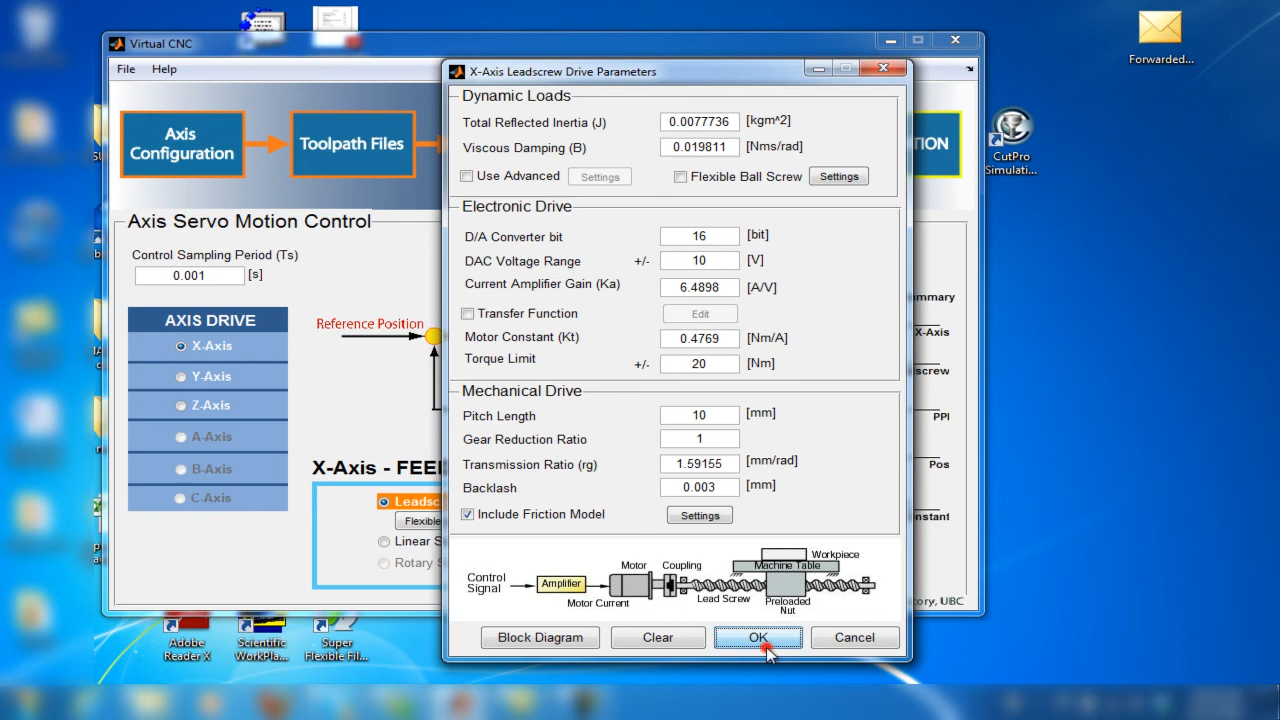 Forwarded...
CutPro
Simulati...
Virtual CNC
File Help
Axis
Configuration
Toolpath Files
TION
Axis Servo Motion Control
Control Sampling Period (Ts)
0.001 [s]
AXIS DRIVE
X-Axis
Y-Axis
Z-Axis
A-Axis
B-Axis
C-Axis
Reference Position
X-Axis - FEE
Leadsc
Flexible
Linear S
Rotary S
mmary
X-Axis
screw
PPI
Pos
nstant
ory, UBC
X-Axis Leadscrew Drive Parameters
Dynamic Loads
Total Reflected Inertia (J) 0.0077736 [kgm^2]
Viscous Damping (B) 0.019811 [Nms/rad]
Use Advanced Settings Flexible Ball Screw Settings
Electronic Drive
D/A Converter bit 16 [bit]
DAC Voltage Range +/- 10 [V]
Current Amplifier Gain (Ka) 6.4898 [A/V]
Transfer Function Edit
Motor Constant (Kt) 0.4769 [Nm/A]
Torque Limit +/- 20 [Nm]
Mechanical Drive
Pitch Length 10 [mm]
Gear Reduction Ratio 1
Transmission Ratio (rg) 1.59155 [mm/rad]
Backlash 0.003 [mm]
Include Friction Model Settings
Control
Signal
Amplifier
Motor Current
Motor
Coupling
Lead Screw
Workpiece
Machine Table
Preloaded
Nut
Block Diagram Clear OK Cancel
Adobe
Reader X
Scientific
WorkPla...
Super
Flexible Fil...